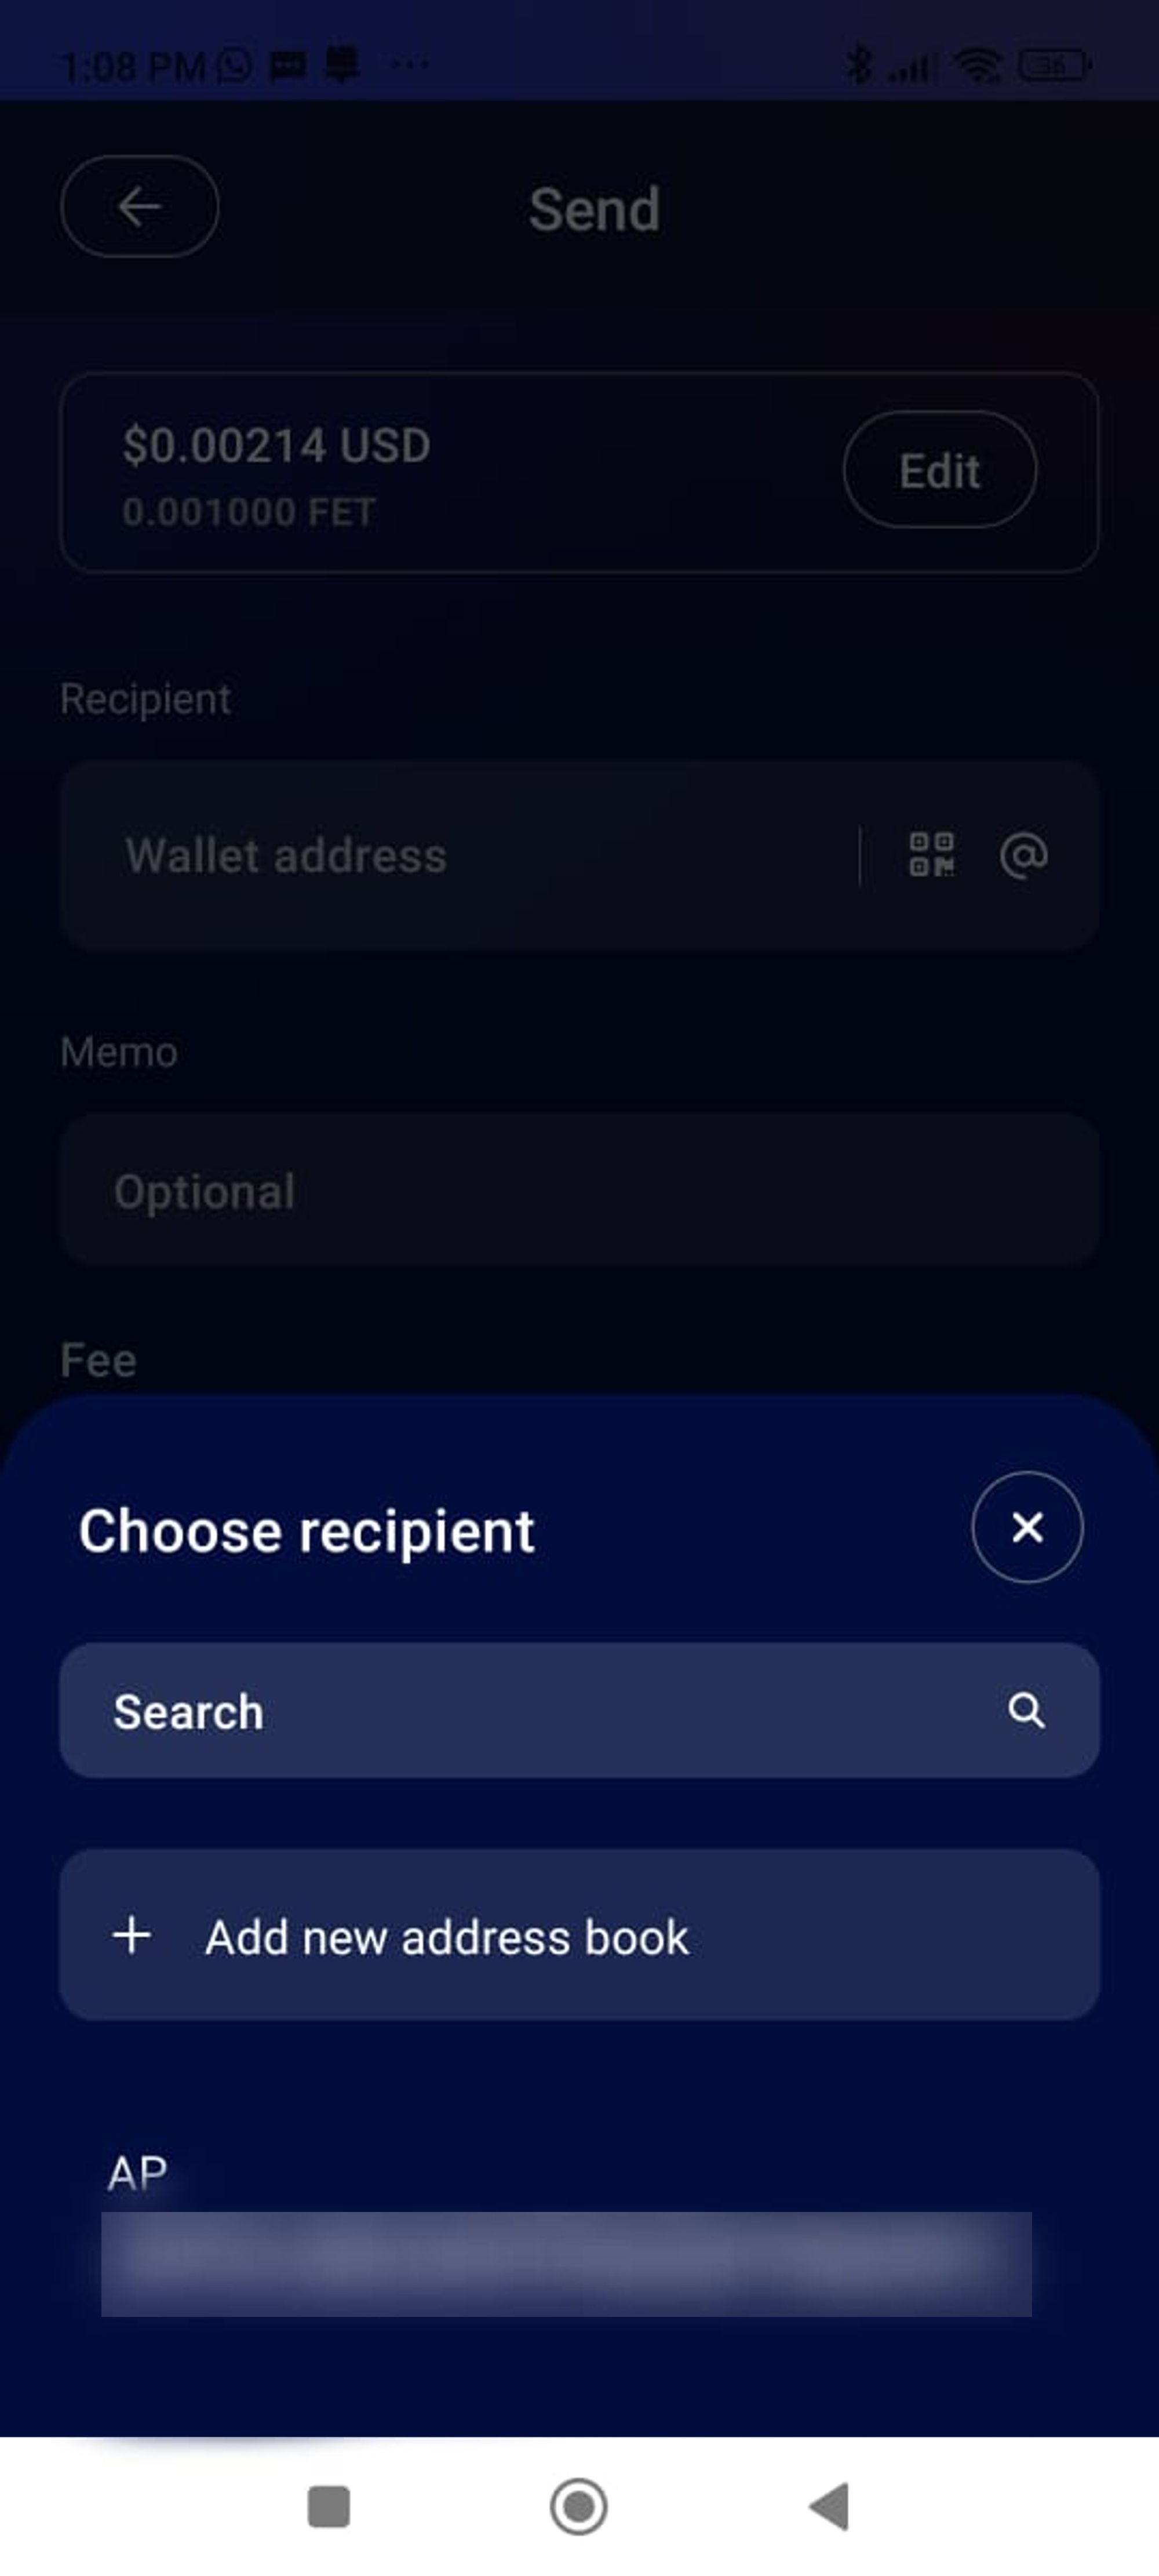 1:08 PM
36
Send
$0.00214 USD
0.001000 FET
Edit
Recipient
Wallet address
Memo
Optional
Fee
Choose recipient
Search
Add new address book
AP